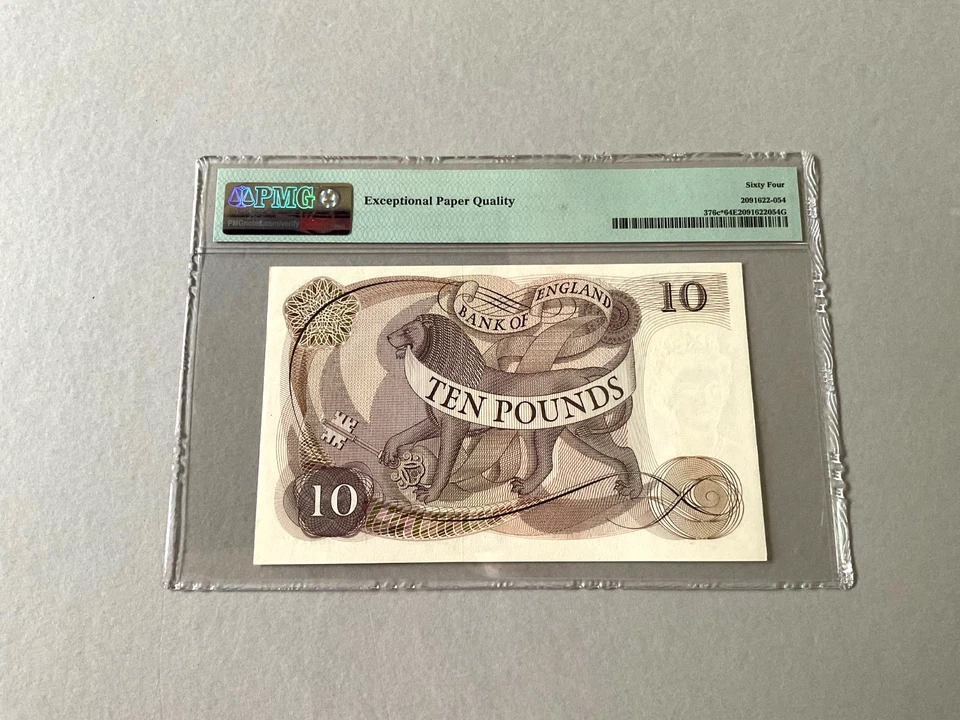 PMG
Exceptional Paper Quality
Sixty Four
2091622-054
376c*64E2091622054G
BANK OF ENGLAND
10
TEN POUNDS
10